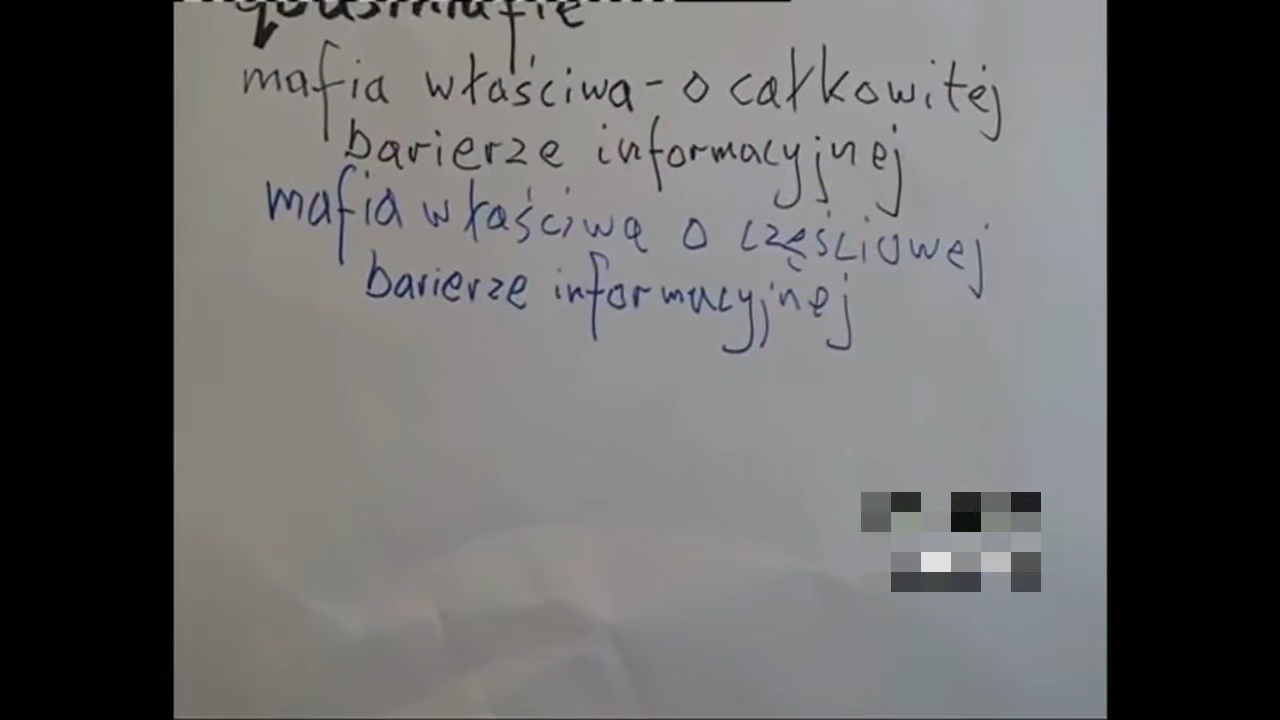 mafia właściwa - o całkowitej
barierze informacyjnej
mafia właściwa o częściowej
barierze informacyjnej